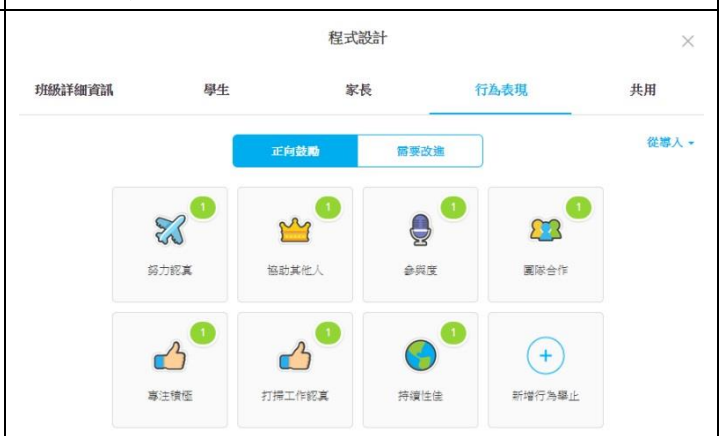 程式設計
班級詳細資訊 學生 家長 行為表現 共用
正向鼓勵 需要改進 從導入
1 1 1 1
努力認真 協助其他人 參與度 團隊合作
1 1 1
專注積極 打掃工作認真 持續性佳 新增行為舉止